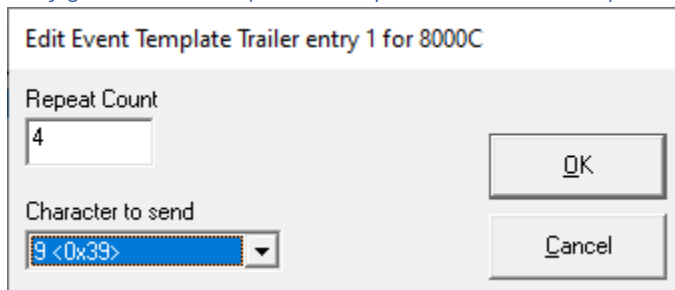 Edit Event Template Trailer entry 1 for 8000C
Repeat Count
4
OK
Character to send
9 <0x39>
Cancel